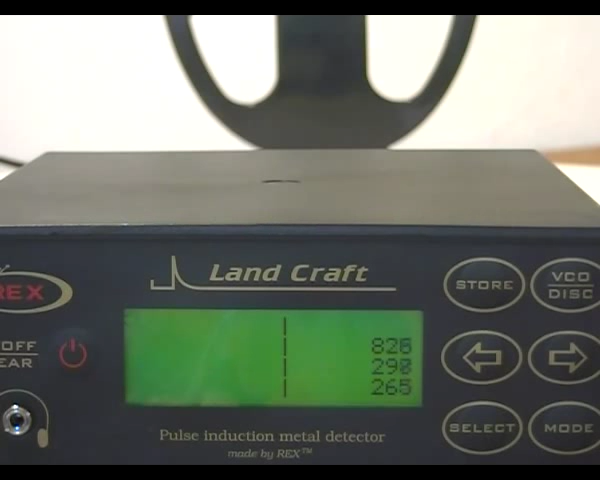 REX
Land Craft
STORE
VCO
DISC
OFF
EAR
826
290
265
SELECT
MODE
Pulse induction metal detector
made by REX™